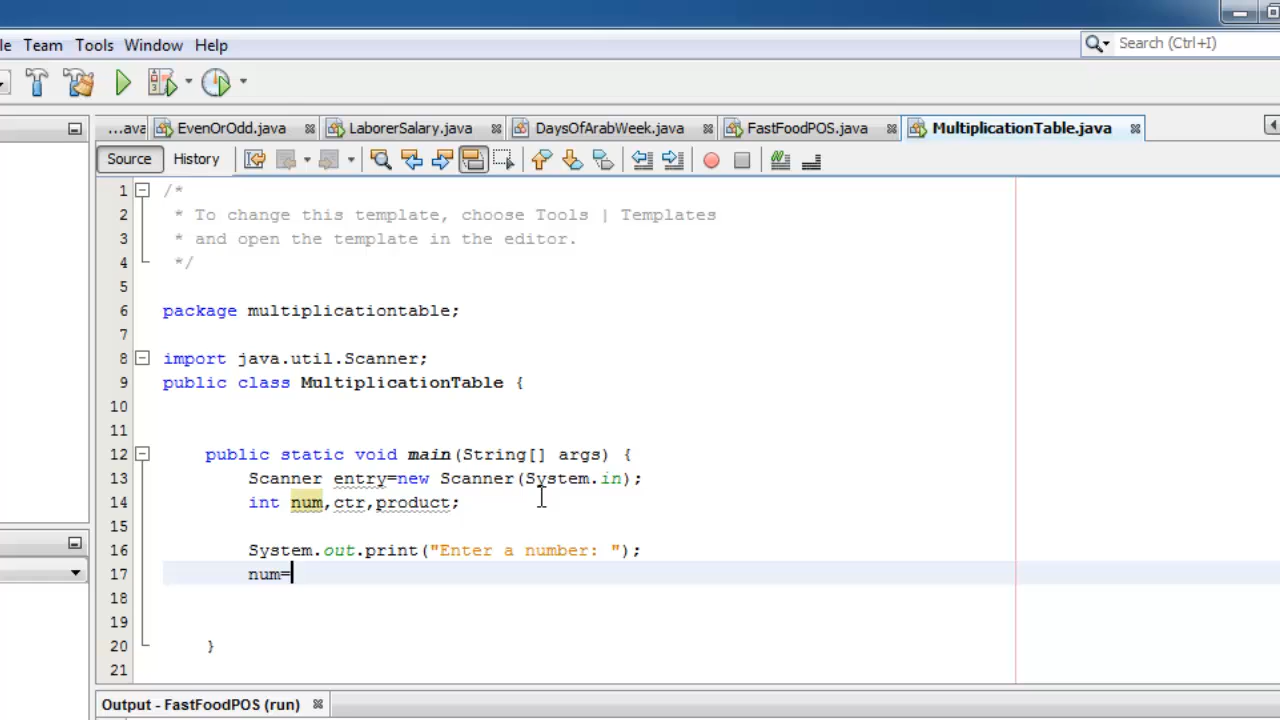 le Team Tools Window Help
Search (Ctrl+I)
...ava EvenOrOdd.java LaborerSalary.java DaysOfArabWeek.java FastFoodPOS.java MultiplicationTable.java
Source History
1 /*
2 * To change this template, choose Tools | Templates
3 * and open the template in the editor.
4 */
5
6 package multiplicationtable;
7
8 import java.util.Scanner;
9 public class MultiplicationTable {
10
11
12 public static void main(String[] args) {
13 Scanner entry=new Scanner(System.in);
14 int num,ctr,product;
15
16 System.out.print("Enter a number: ");
17 num=
18
19
20 }
21
Output - FastFoodPOS (run)